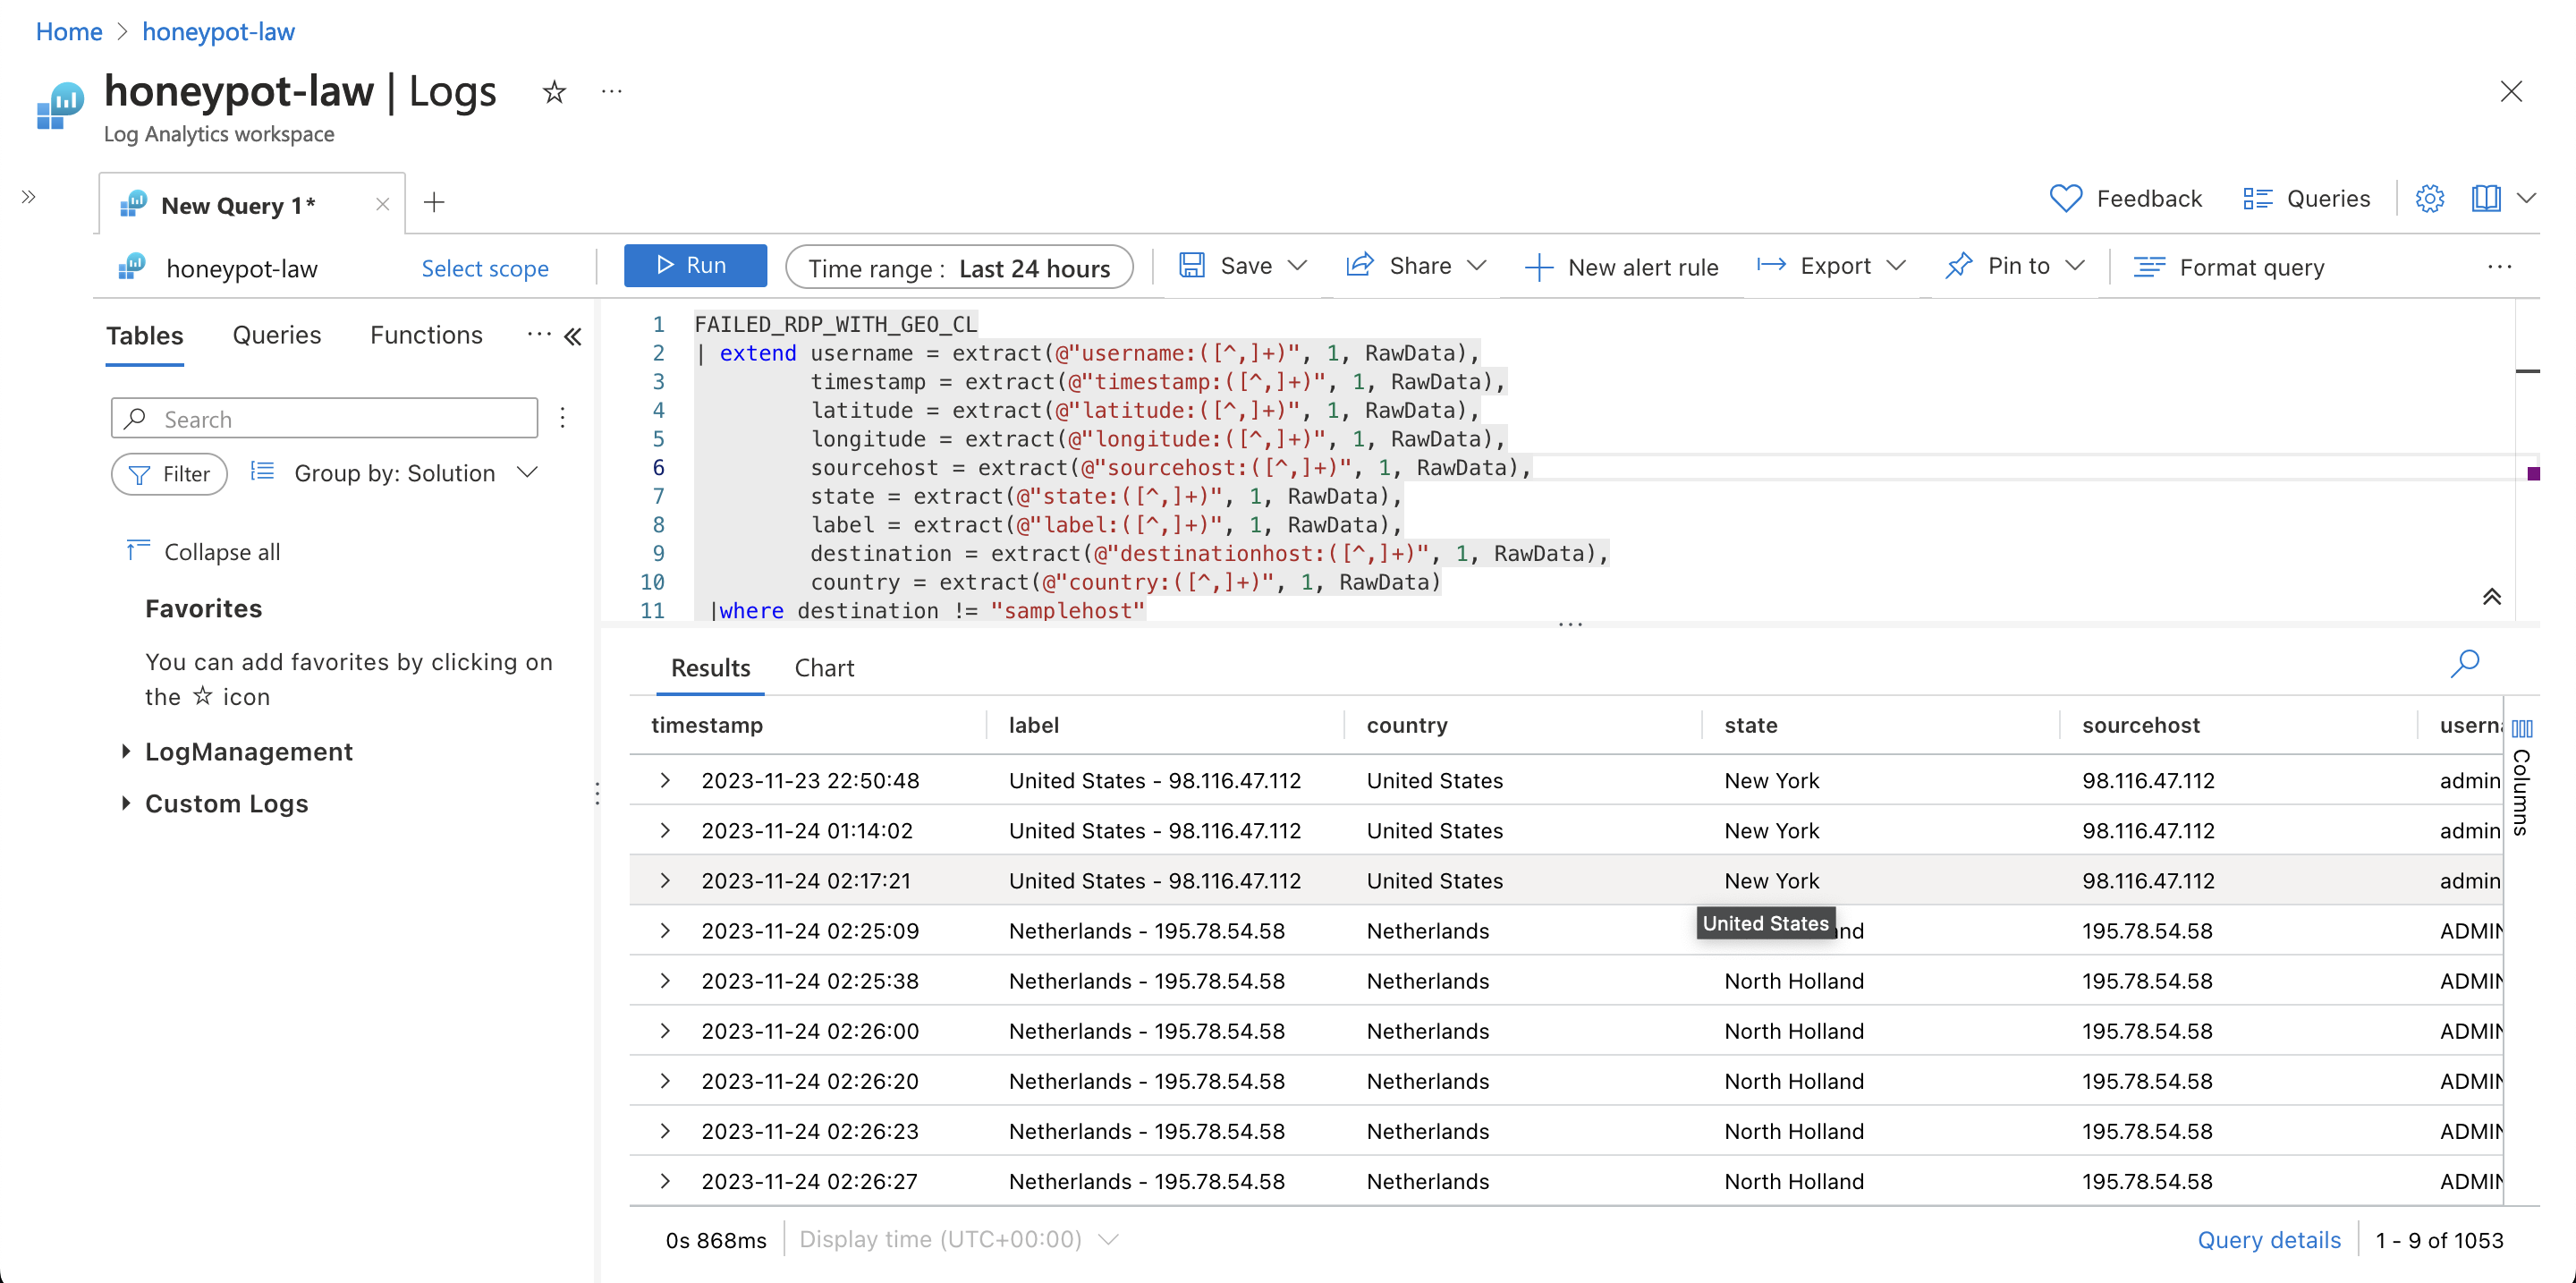 Home > honeypot-law
honeypot-law | Logs
Log Analytics workspace
New Query 1*
Feedback Queries
honeypot-law Select scope Run Time range : Last 24 hours Save Share New alert rule Export Pin to Format query
Tables Queries Functions
Search
Filter Group by: Solution
Collapse all
Favorites
You can add favorites by clicking on
the ☆ icon
LogManagement
Custom Logs
1 FAILED_RDP_WITH_GEO_CL
2 | extend username = extract(@"username:([^,]+)", 1, RawData),
3 timestamp = extract(@"timestamp:([^,]+)", 1, RawData),
4 latitude = extract(@"latitude:([^,]+)", 1, RawData),
5 longitude = extract(@"longitude:([^,]+)", 1, RawData),
6 sourcehost = extract(@"sourcehost:([^,]+)", 1, RawData),
7 state = extract(@"state:([^,]+)", 1, RawData),
8 label = extract(@"label:([^,]+)", 1, RawData),
9 destination = extract(@"destinationhost:([^,]+)", 1, RawData),
10 country = extract(@"country:([^,]+)", 1, RawData)
11 |where destination != "samplehost"
Results Chart
timestamp label country state sourcehost
2023-11-23 22:50:48 United States - 98.116.47.112 United States New York 98.116.47.112 admin
2023-11-24 01:14:02 United States - 98.116.47.112 United States New York 98.116.47.112 admin
2023-11-24 02:17:21 United States - 98.116.47.112 United States New York 98.116.47.112 admin
United States
2023-11-24 02:25:09 Netherlands - 195.78.54.58 Netherlands nd 195.78.54.58 ADMIN
2023-11-24 02:25:38 Netherlands - 195.78.54.58 Netherlands North Holland 195.78.54.58 ADMIN
2023-11-24 02:26:00 Netherlands - 195.78.54.58 Netherlands North Holland 195.78.54.58 ADMIN
2023-11-24 02:26:20 Netherlands - 195.78.54.58 Netherlands North Holland 195.78.54.58 ADMIN
2023-11-24 02:26:23 Netherlands - 195.78.54.58 Netherlands North Holland 195.78.54.58 ADMIN
2023-11-24 02:26:27 Netherlands - 195.78.54.58 Netherlands North Holland 195.78.54.58 ADMIN
Columns
0s 868ms Display time (UTC+00:00) Query details 1 - 9 of 1053